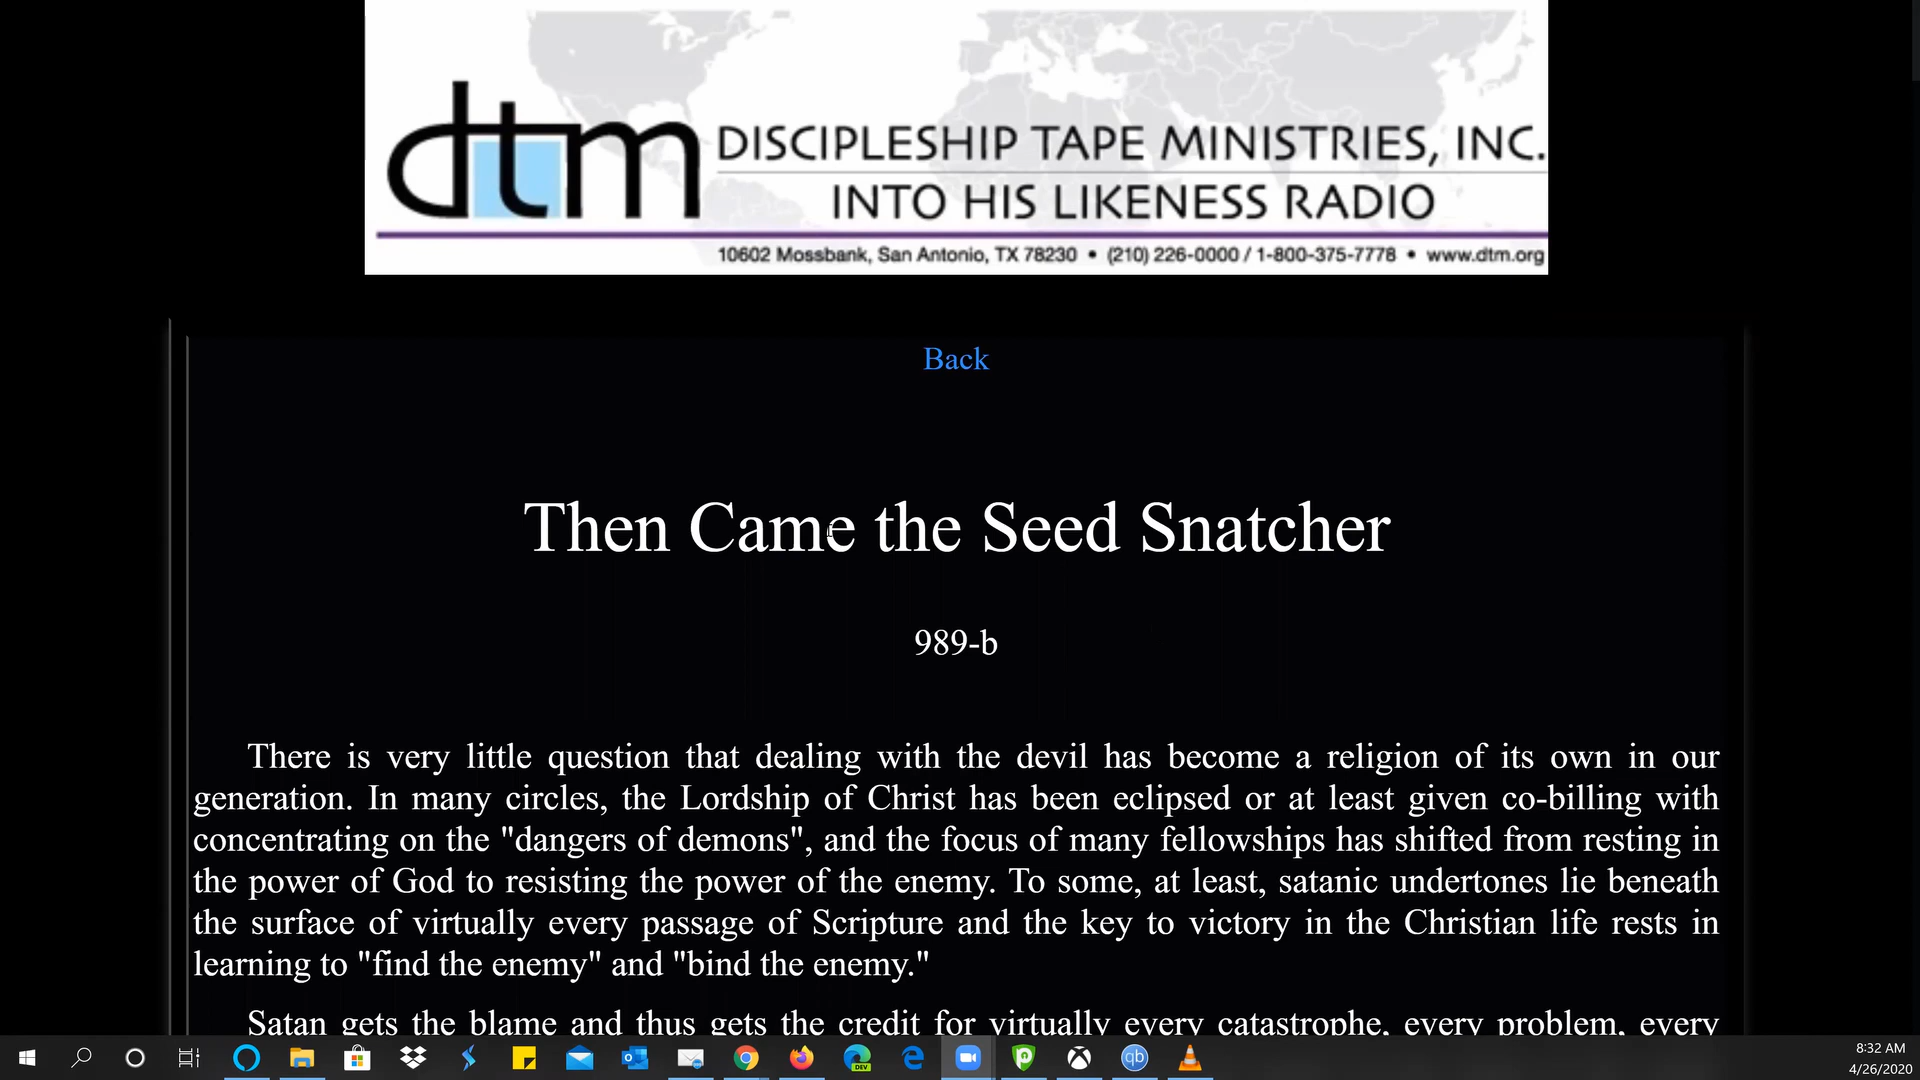 dtm
DISCIPLESHIP TAPE MINISTRIES, INC.
INTO HIS LIKENESS RADIO
10602 Mossbank, San Antonio, TX 78230 • (210) 226-0000 / 1-800-375-7778 • www.dtm.org
Back
Then Came the Seed Snatcher
989-b
There is very little question that dealing with the devil has become a religion of its own in our
generation. In many circles, the Lordship of Christ has been eclipsed or at least given co-billing with
concentrating on the "dangers of demons", and the focus of many fellowships has shifted from resting in
the power of God to resisting the power of the enemy. To some, at least, satanic undertones lie beneath
the surface of virtually every passage of Scripture and the key to victory in the Christian life rests in
learning to "find the enemy" and "bind the enemy."
Satan gets the blame and thus gets the credit for virtually every catastrophe, every problem, every
DEV
qb
8:32 AM
4/26/2020